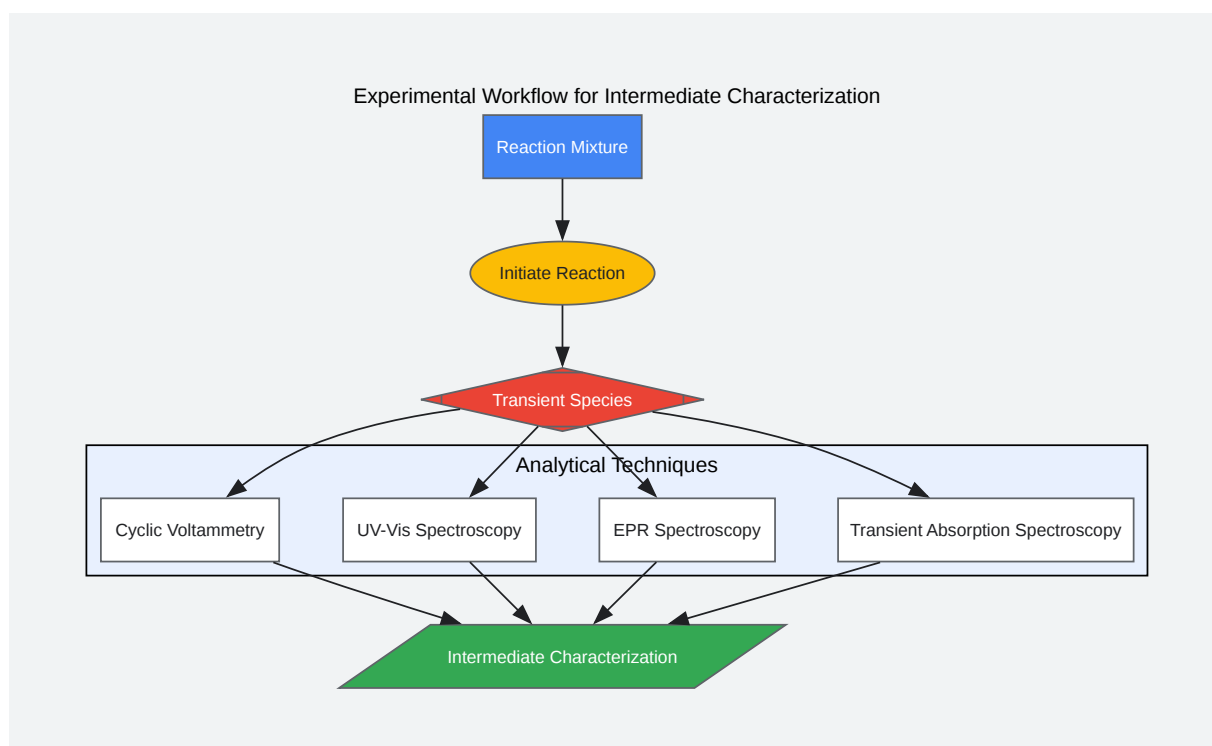 Experimental Workflow for Intermediate Characterization
Reaction Mixture
Initiate Reaction
Transient Species
Analytical Techniques
Cyclic Voltammetry
UV-Vis Spectroscopy
EPR Spectroscopy
Transient Absorption Spectroscopy
Intermediate Characterization